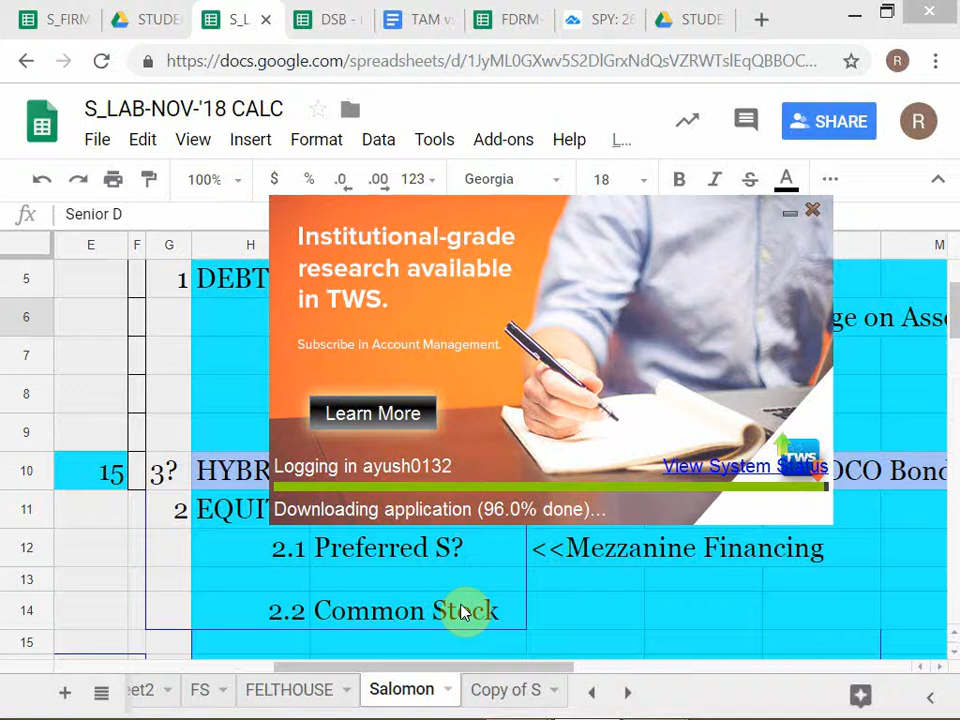 S_FIRM STUDE S_L DSB - TAM v FDRM- SPY: 26 STUDE
https://docs.google.com/spreadsheets/d/1JyML0GXwv5S2DlGrxNdQsVZRWTslEqQBBOC... R
S_LAB-NOV-'18 CALC SHARE R
File Edit View Insert Format Data Tools Add-ons Help L...
100% $ % .0 .00 123 Georgia 18 B I S A
fx Senior D
E F G H M
5 1 DEBT
6 ge on Asse
7
8
9
10 15 3? HYBR OCO Bond
11 2 EQUIT
12 2.1 Preferred S? <<Mezzanine Financing
13
14 2.2 Common Stock
15
Institutional-grade
research available
in TWS.
Subscribe in Account Management.
Learn More
TWS
Logging in ayush0132 View System Status
Downloading application (96.0% done)...
eet2 FS FELTHOUSE Salomon Copy of S